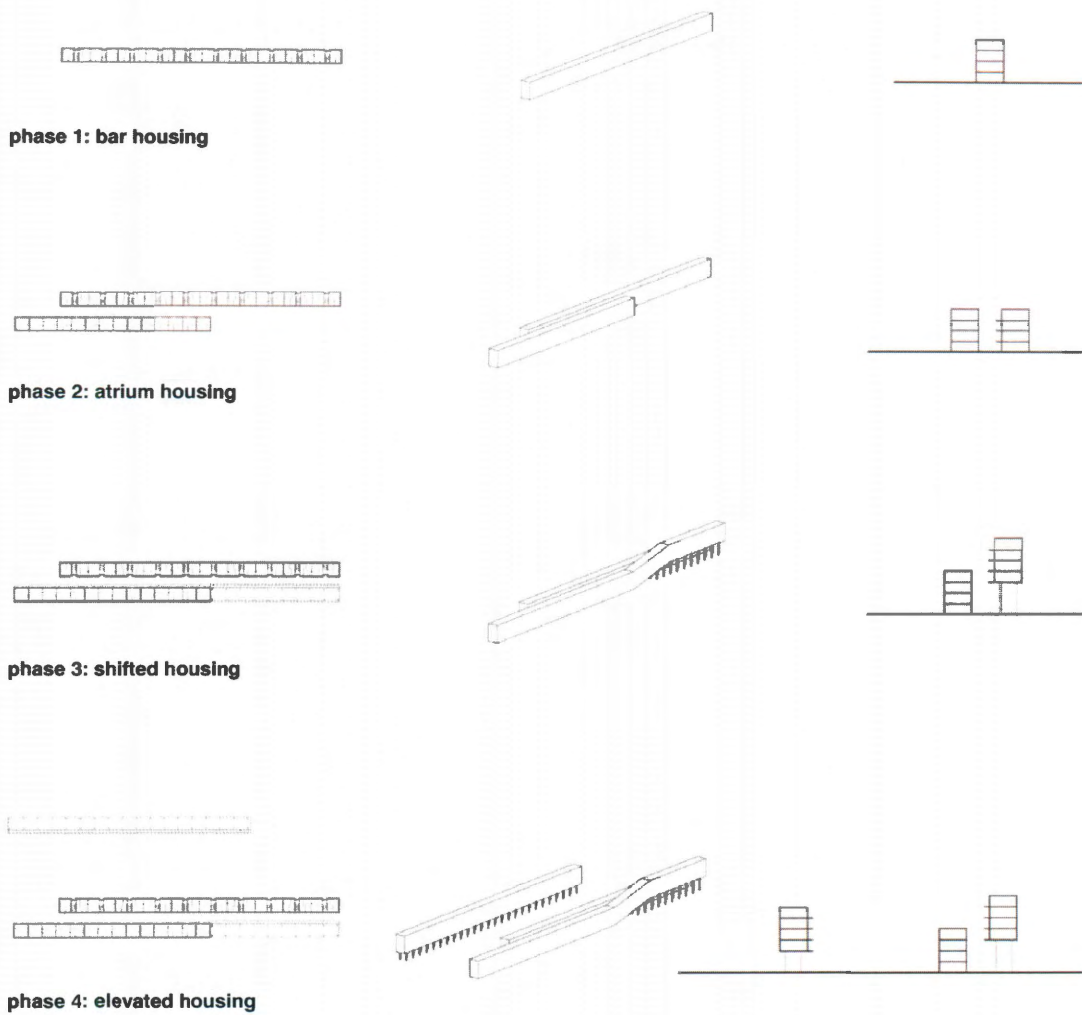 phase 1: bar housing
phase 2: atrium housing
phase 3: shifted housing
phase 4: elevated housing